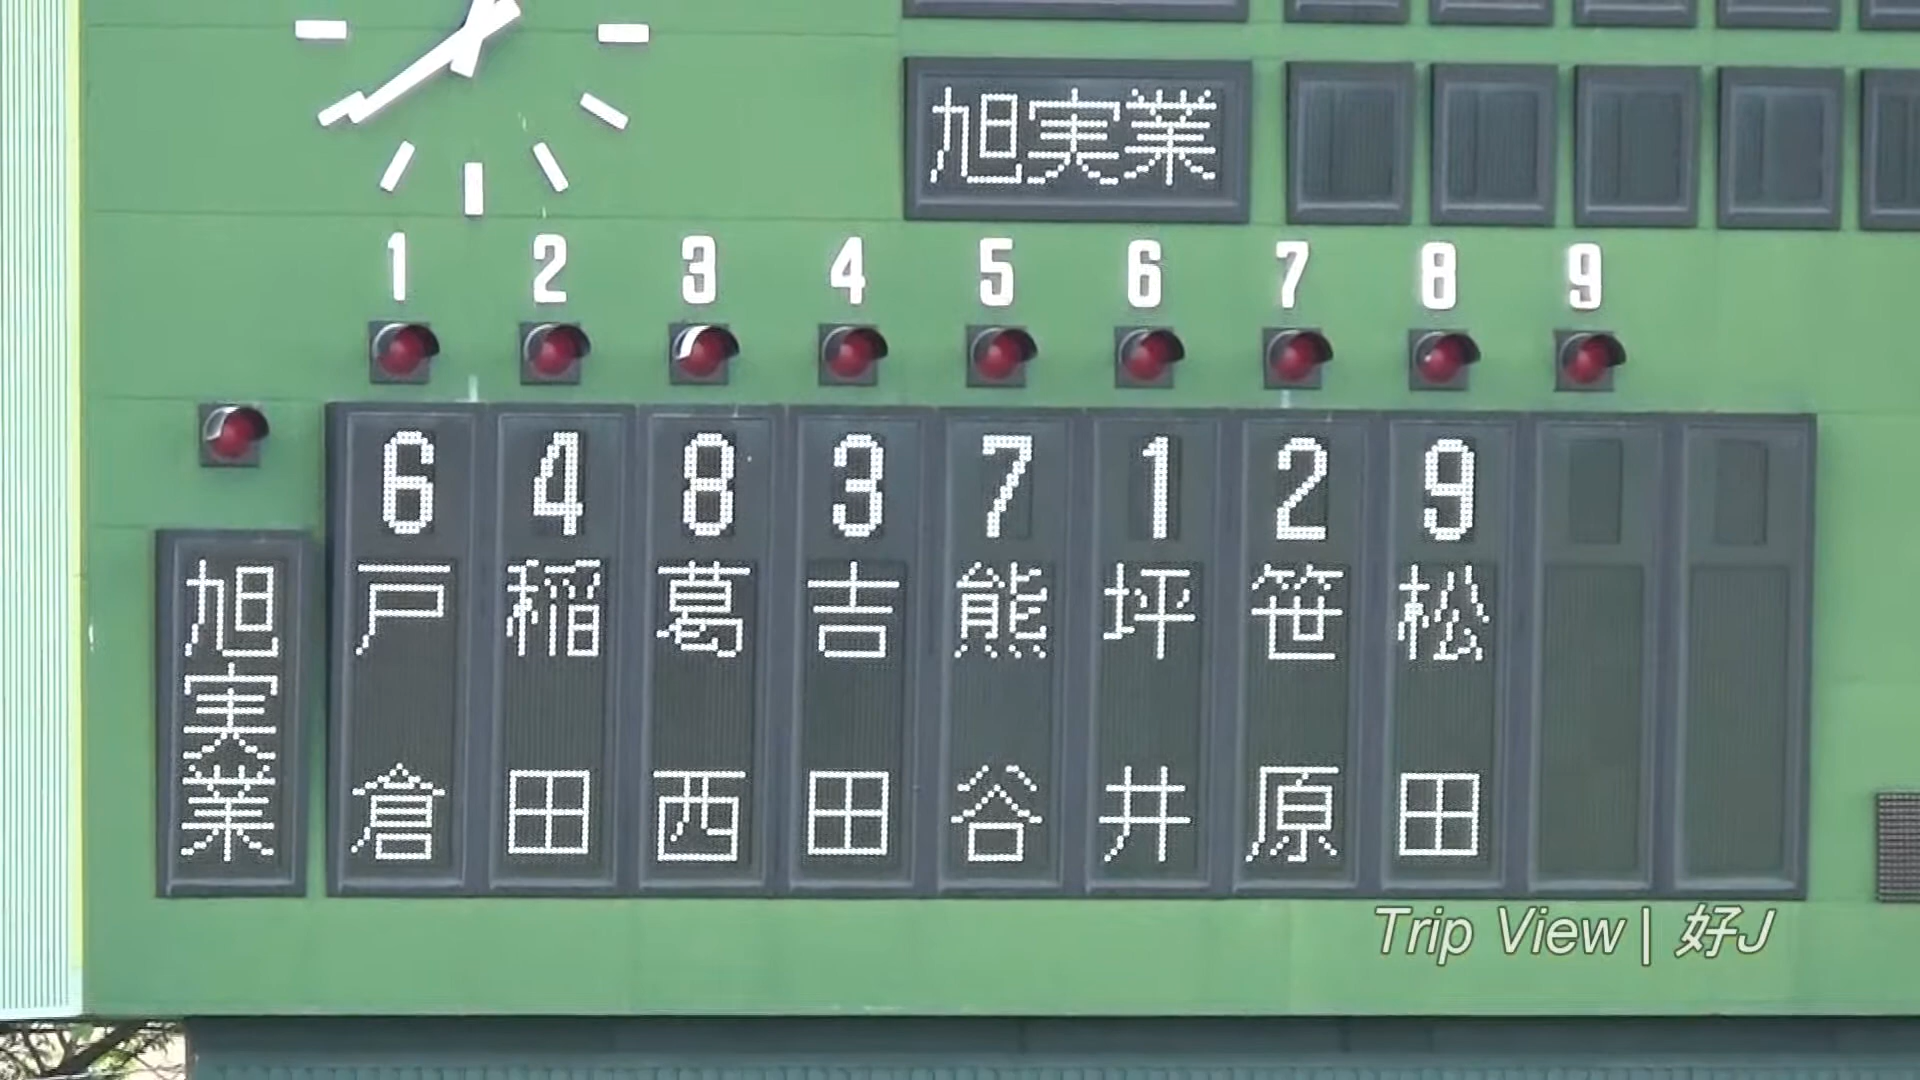 旭実業
1 2 3 4 5 6 7 8 9
旭実業
6 戸倉
4 稲田
8 葛西
3 吉田
7 熊谷
1 坪井
2 笹原
9 松田
Trip View | 好J